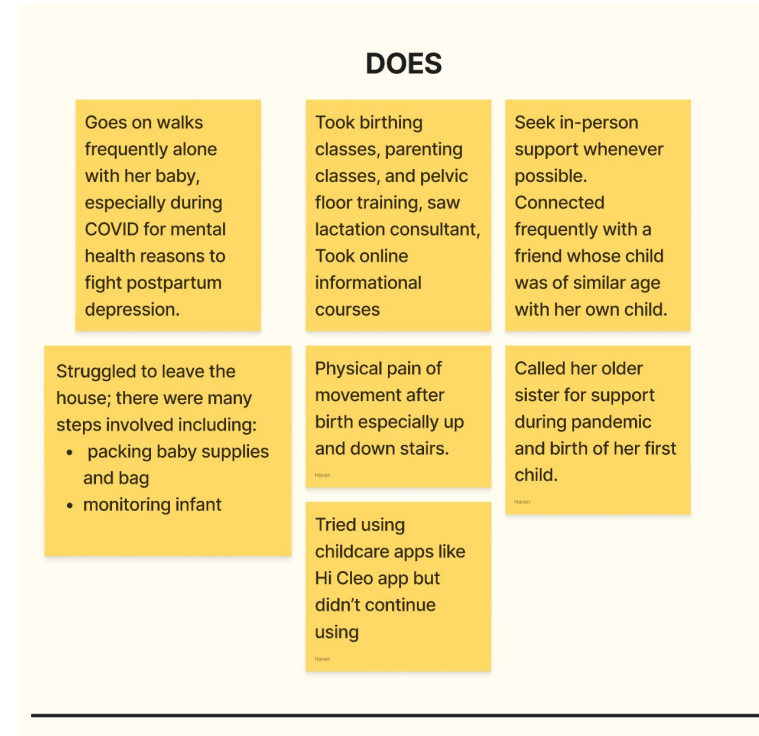 DOES
Goes on walks
frequently alone
with her baby,
especially during
COVID for mental
health reasons to
fight postpartum
depression.
Took birthing
classes, parenting
classes, and pelvic
floor training, saw
lactation consultant,
Took online
informational
courses
Seek in-person
support whenever
possible.
Connected
frequently with a
friend whose child
was of similar age
with her own child.
Struggled to leave the
house; there were many
steps involved including:
• packing baby supplies
and bag
• monitoring infant
Physical pain of
movement after
birth especially up
and down stairs.
Haven
Called her older
sister for support
during pandemic
and birth of her first
child.
Haven
Tried using
childcare apps like
Hi Cleo app but
didn’t continue
using
Haven